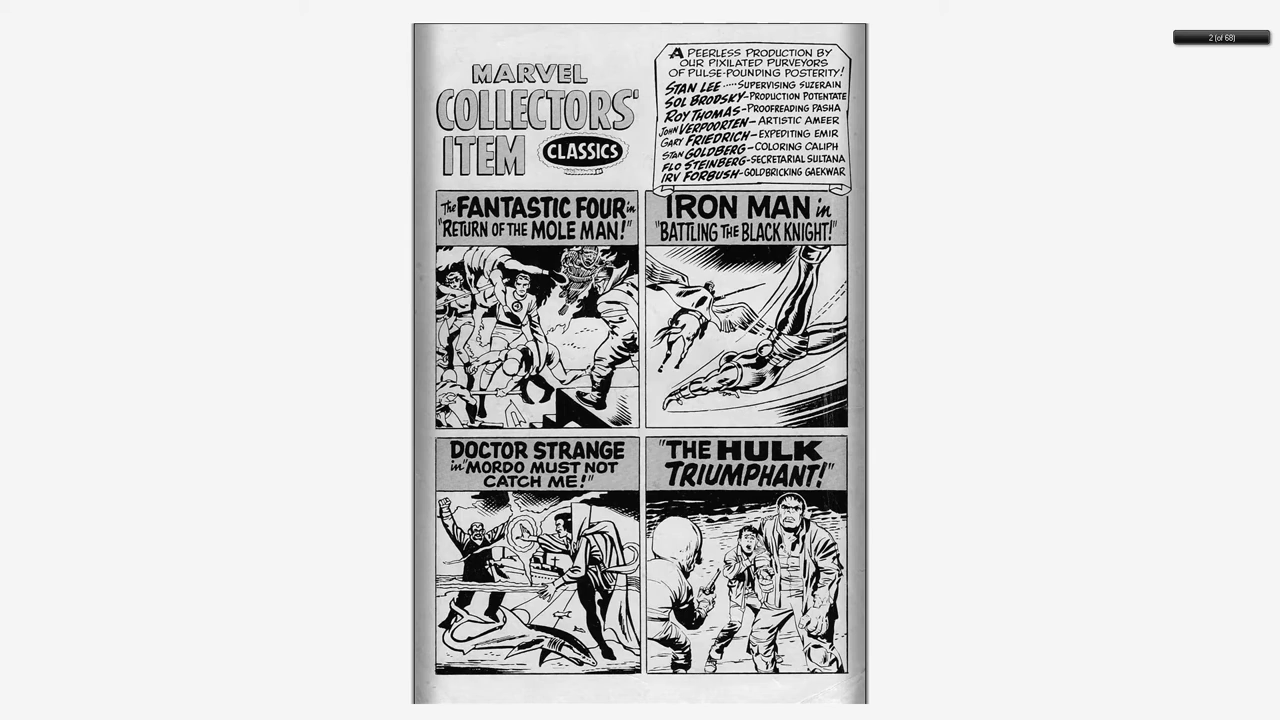 2 (of 68)
MARVEL
COLLECTORS'
ITEM
CLASSICS
A PEERLESS PRODUCTION BY
OUR PIXILATED PURVEYORS
OF PULSE-POUNDING POSTERITY!
STAN LEE ····· SUPERVISING SUZERAIN
SOL BRODSKY—PRODUCTION POTENTATE
ROY THOMAS—PROOFREADING PASHA
JOHN VERPOORTEN—ARTISTIC AMEER
GARY FRIEDRICH—EXPEDITING EMIR
STAN GOLDBERG—COLORING CALIPH
FLO STEINBERG—SECRETARIAL SULTANA
IRV FORBUSH—GOLDBRICKING GAEKWAR
The FANTASTIC FOUR in
"RETURN OF THE MOLE MAN!"
IRON MAN in
"BATTLING THE BLACK KNIGHT!"
DOCTOR STRANGE
in "MORDO MUST NOT
CATCH ME!"
"THE HULK
TRIUMPHANT!"